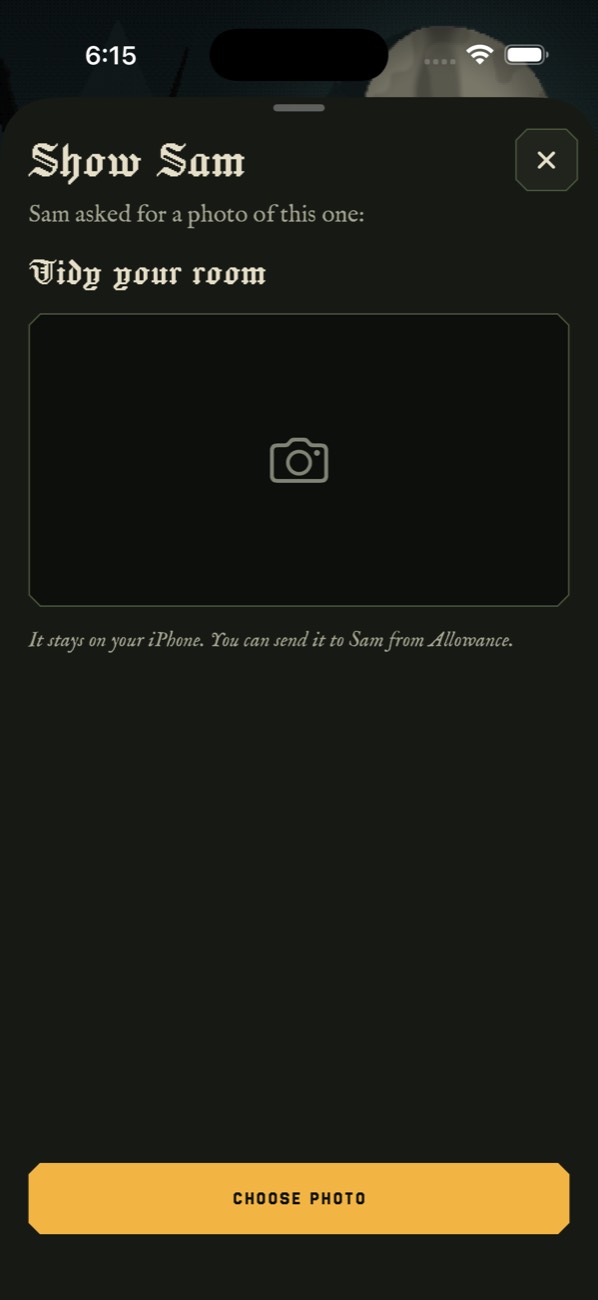 6:15
Show Sam
Sam asked for a photo of this one:
Tidy your room
It stays on your iPhone. You can send it to Sam from Allowance.
CHOOSE PHOTO